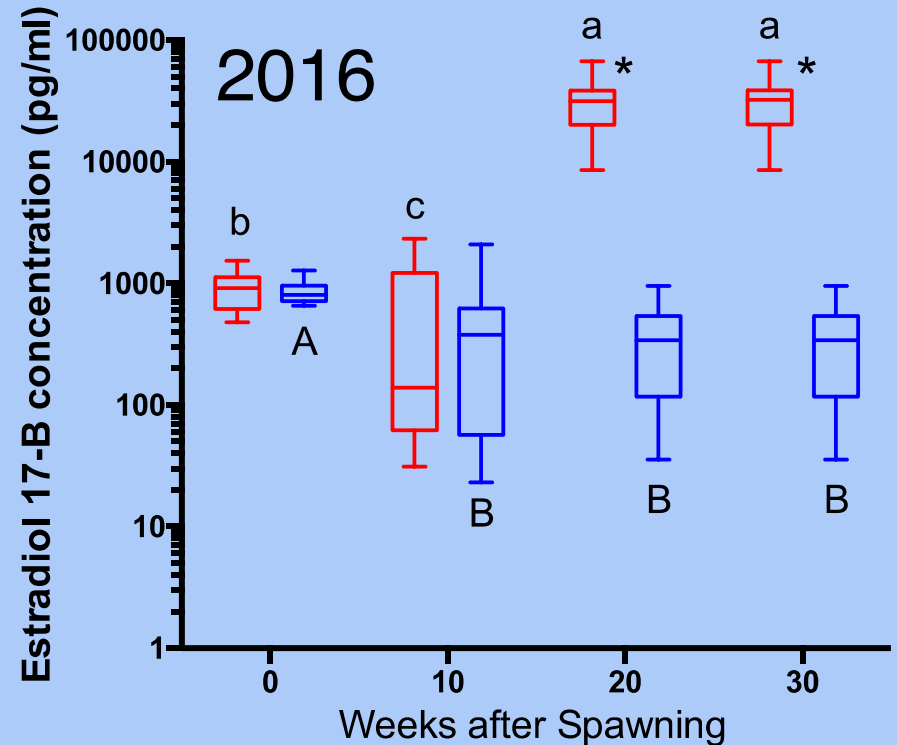 Estradiol 17-B concentration (pg/ml)
100000
10000
1000
100
10
1
2016
a
*
a
*
b
c
A
B
B
B
0
10
20
30
Weeks after Spawning